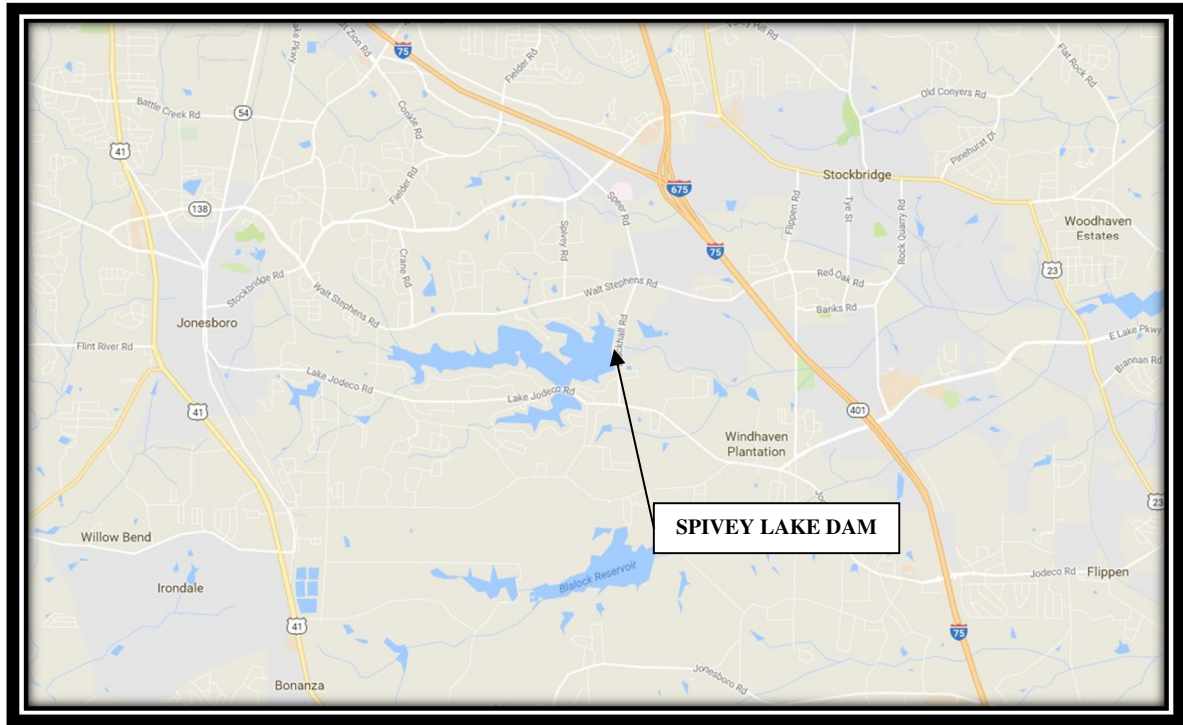 75
Fielder Rd
Flat Rock Rd
Old Conyers Rd
Battle Creek Rd
54
Conkle Rd
41
Pinehurst Dr
675
Stockbridge
Fielder Rd
138
Speer Rd
Flippen Rd
Tye St
Rock Quarry Rd
Woodhaven
Estates
Spivey Rd
Crane Rd
75
23
Stockbridge Rd
Walt Stephens Rd
Walt Stephens Rd
Red Oak Rd
Banks Rd
Jonesboro
E Lake Pkwy
Flint River Rd
Brannan Rd
Lake Jodeco Rd
Lake Jodeco Rd
41
401
Windhaven
Plantation
23
SPIVEY LAKE DAM
Willow Bend
Blalock Reservoir
Irondale
Jodeco Rd
Flippen
41
75
Jonesboro Rd
Bonanza